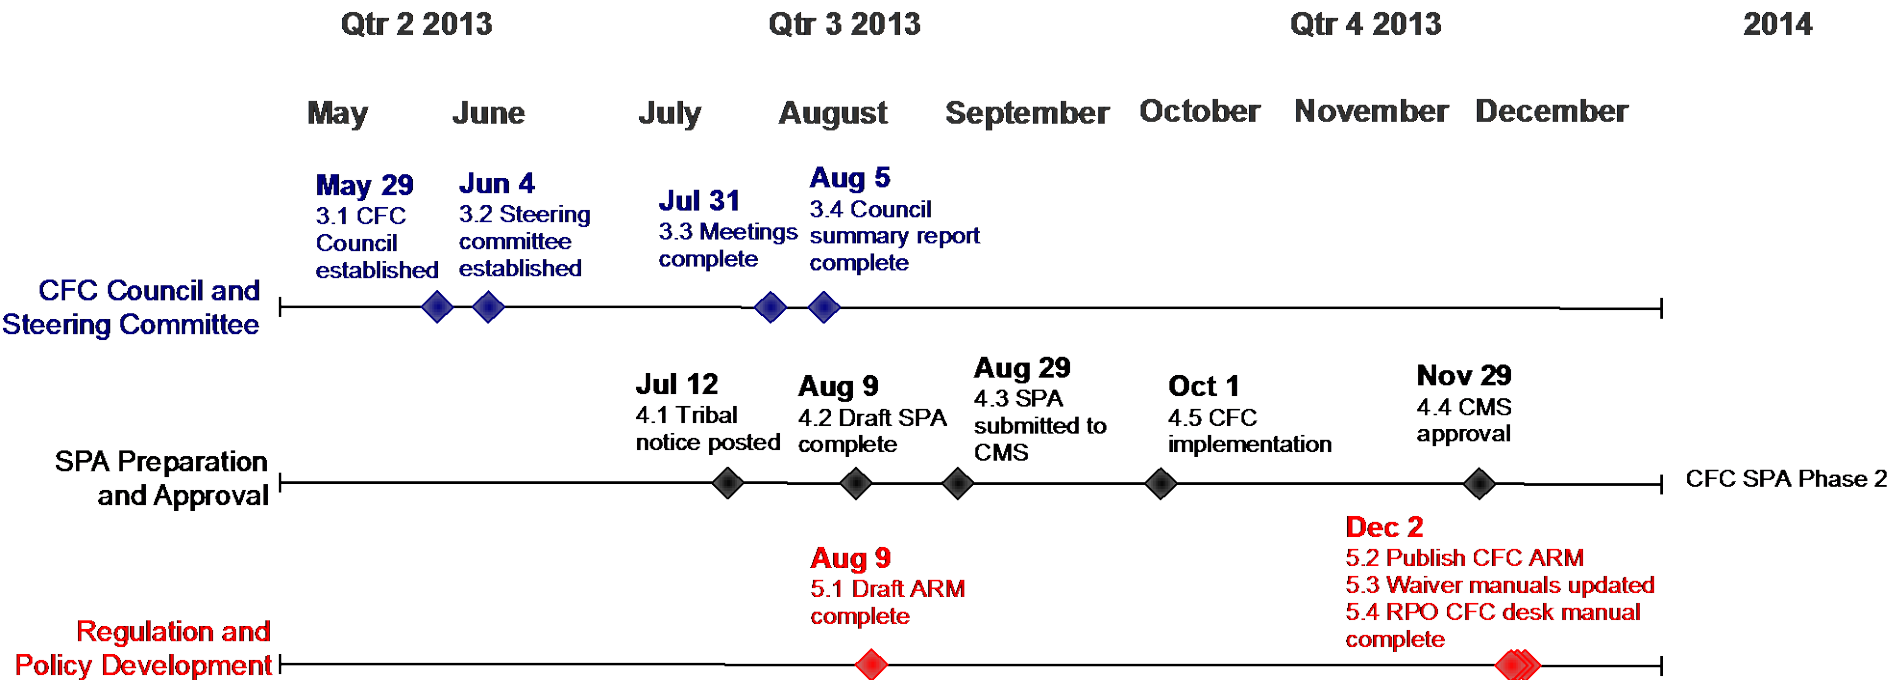 Qtr 2 2013
Qtr 3 2013
Qtr 4 2013
2014
May
June
July
August
September
October
November
December
May 29
3.1 CFC
Council
established
Jun 4
3.2 Steering
committee
established
Jul 31
3.3 Meetings
complete
Aug 5
3.4 Council
summary report
complete
CFC Council and
Steering Committee
Jul 12
4.1 Tribal
notice posted
Aug 9
4.2 Draft SPA
complete
Aug 29
4.3 SPA
submitted to
CMS
Oct 1
4.5 CFC
implementation
Nov 29
4.4 CMS
approval
SPA Preparation
and Approval
CFC SPA Phase 2
Aug 9
5.1 Draft ARM
complete
Dec 2
5.2 Publish CFC ARM
5.3 Waiver manuals updated
5.4 RPO CFC desk manual
complete
Regulation and
Policy Development